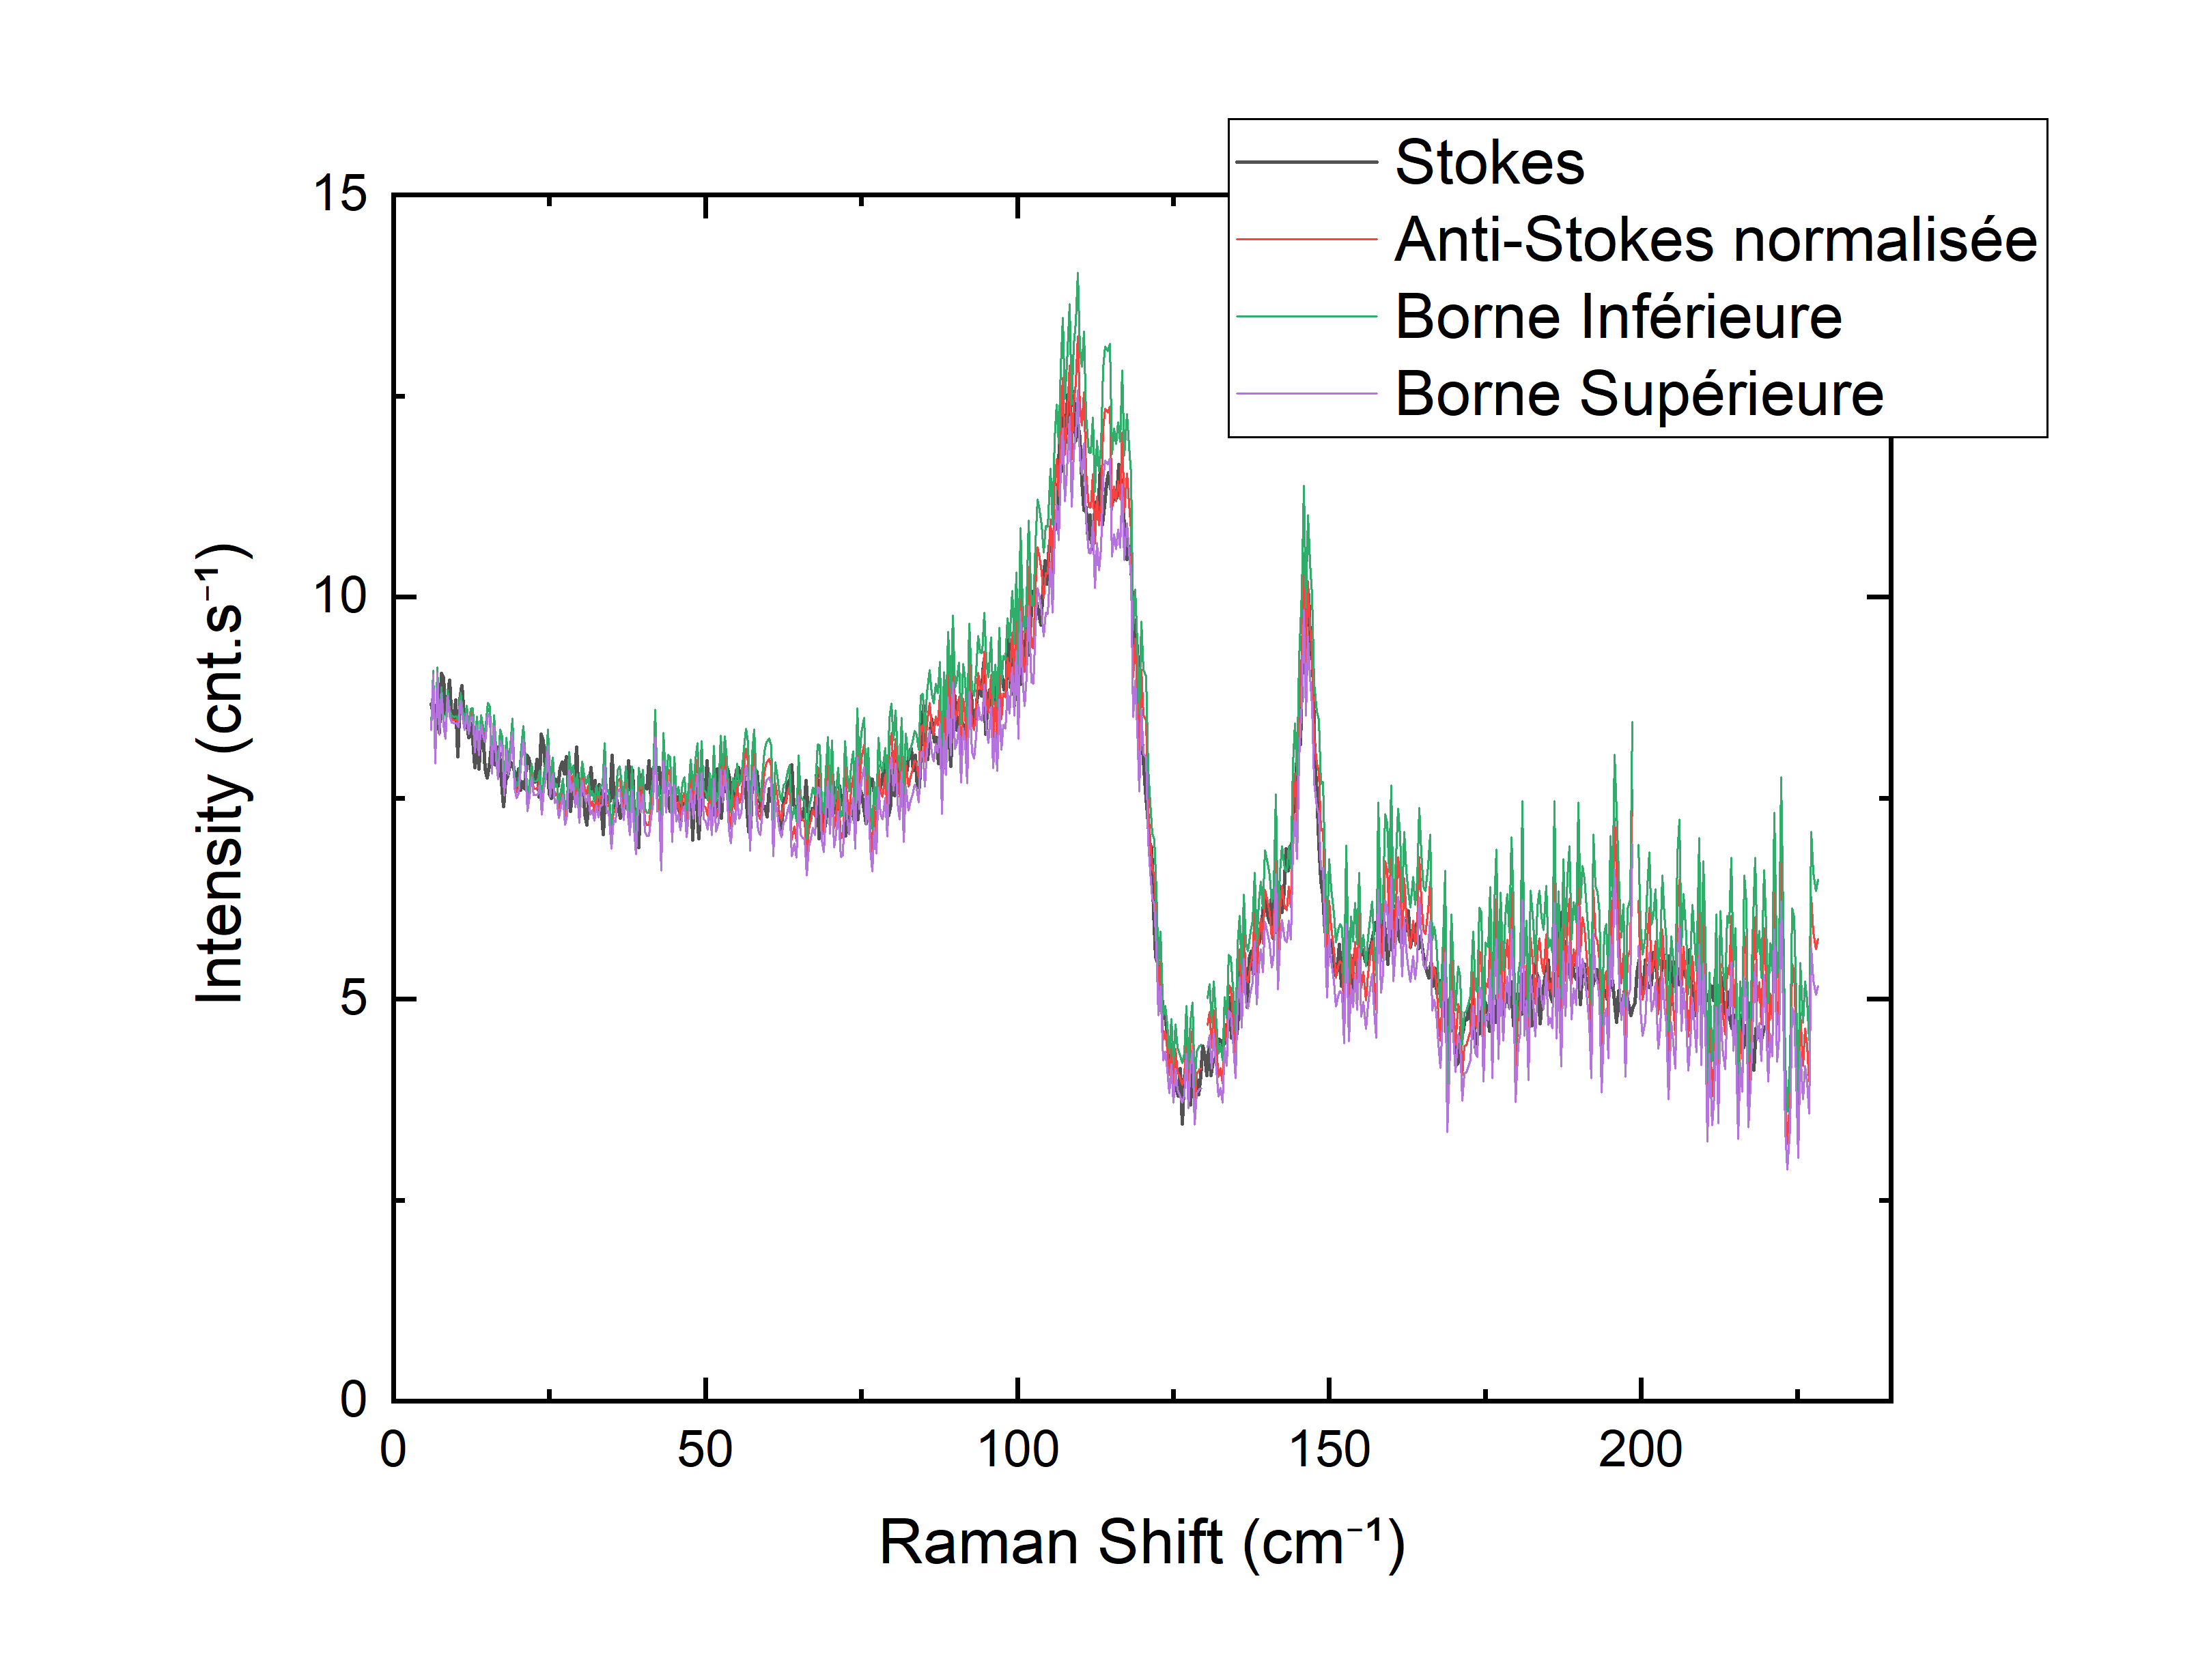 Stokes
Anti-Stokes normalisée
Borne Inférieure
Borne Supérieure
15
10
5
0
Intensity (cnt.s⁻¹)
0 50 100 150 200
Raman Shift (cm⁻¹)